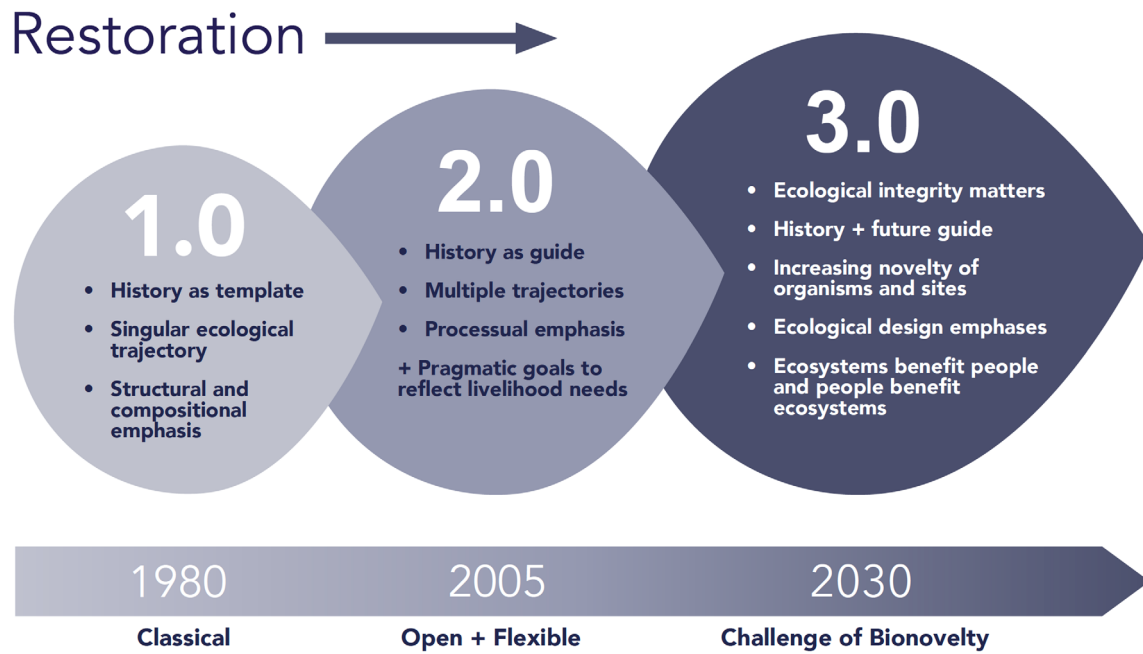 Restoration
1.0
• History as template
• Singular ecological
trajectory
• Structural and
compositional
emphasis
2.0
• History as guide
• Multiple trajectories
• Processual emphasis
+ Pragmatic goals to
reflect livelihood needs
3.0
• Ecological integrity matters
• History + future guide
• Increasing novelty of
organisms and sites
• Ecological design emphases
• Ecosystems benefit people
and people benefit
ecosystems
1980
2005
2030
Classical
Open + Flexible
Challenge of Bionovelty